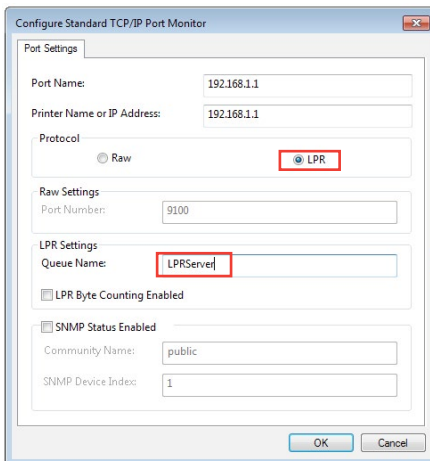 Configure Standard TCP/IP Port Monitor
Port Settings
Port Name: 192.168.1.1
Printer Name or IP Address: 192.168.1.1
Protocol
Raw LPR
Raw Settings
Port Number: 9100
LPR Settings
Queue Name: LPRServer
LPR Byte Counting Enabled
SNMP Status Enabled
Community Name: public
SNMP Device Index: 1
OK Cancel